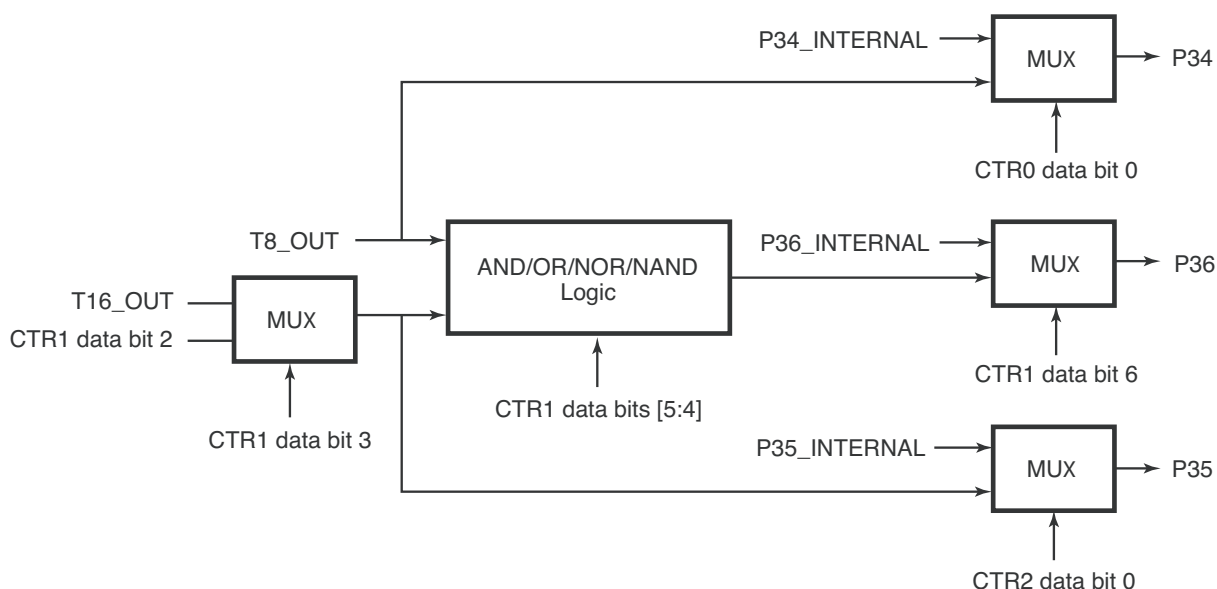 P34_INTERNAL
MUX
P34
CTR0 data bit 0
T8_OUT
AND/OR/NOR/NAND
Logic
P36_INTERNAL
MUX
P36
T16_OUT
CTR1 data bit 2
MUX
CTR1 data bit 3
CTR1 data bits [5:4]
CTR1 data bit 6
P35_INTERNAL
MUX
P35
CTR2 data bit 0